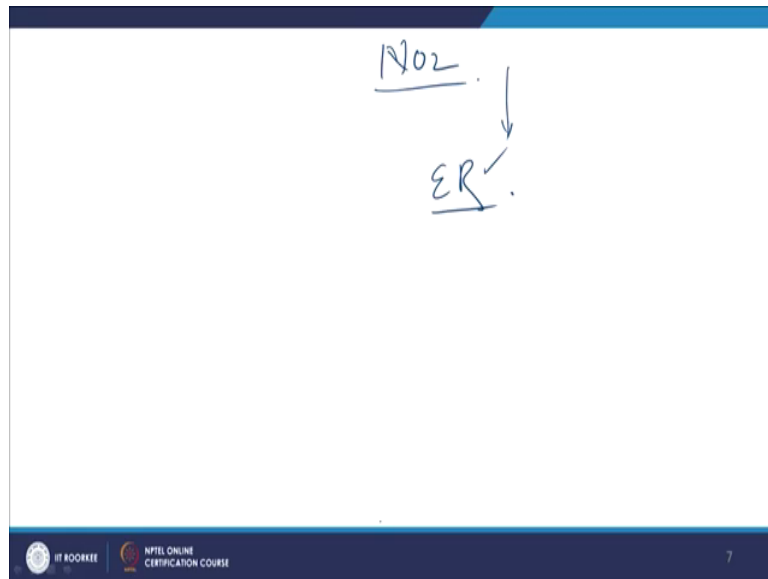 NO2
ER
IIT ROORKEE
NPTEL ONLINE
CERTIFICATION COURSE
7